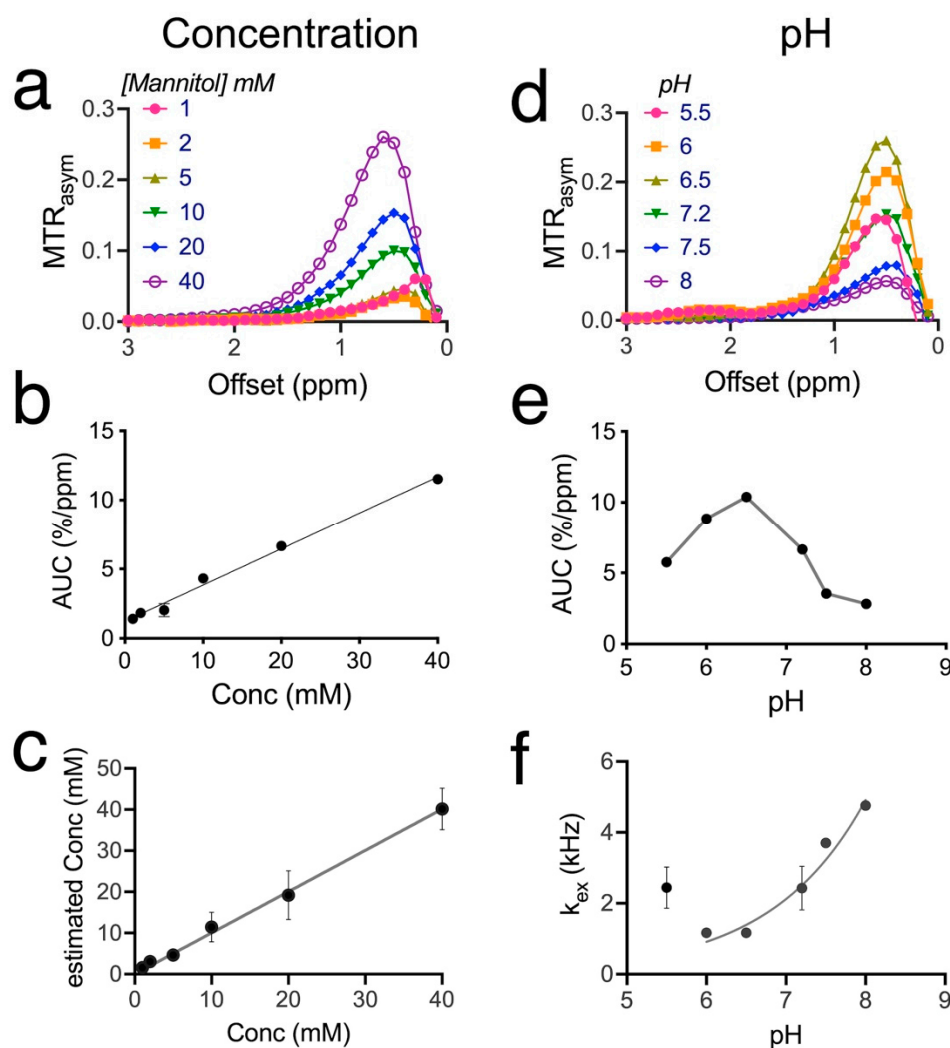 Concentration
pH
a
[Mannitol] mM
1
2
5
10
20
40
MTRasym
0.3
0.2
0.1
0.0
3 2 1 0
Offset (ppm)
d
pH
5.5
6
6.5
7.2
7.5
8
MTRasym
0.3
0.2
0.1
0.0
3 2 1 0
Offset (ppm)
b
AUC (%/ppm)
15
10
5
0
0 10 20 30 40
Conc (mM)
e
AUC (%/ppm)
15
10
5
0
5 6 7 8 9
pH
c
estimated Conc (mM)
50
40
30
20
10
0
0 10 20 30 40
Conc (mM)
f
kex (kHz)
6
4
2
0
5 6 7 8 9
pH